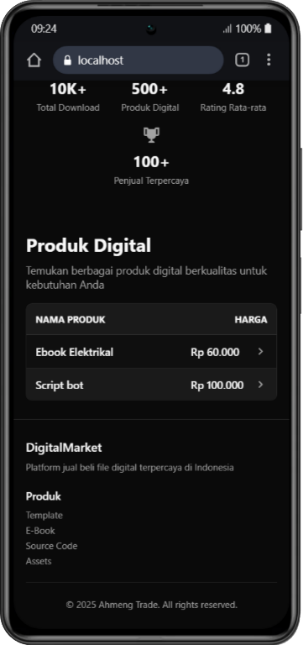 09:24 100%
localhost 1
10K+ 500+ 4.8
Total Download Produk Digital Rating Rata-rata
100+
Penjual Terpercaya
Produk Digital
Temukan berbagai produk digital berkualitas untuk
kebutuhan Anda
NAMA PRODUK HARGA
Ebook Elektrikal Rp 60.000
Script bot Rp 100.000
DigitalMarket
Platform jual beli file digital terpercaya di Indonesia
Produk
Template
E-Book
Source Code
Assets
© 2025 Ahmeng Trade. All rights reserved.